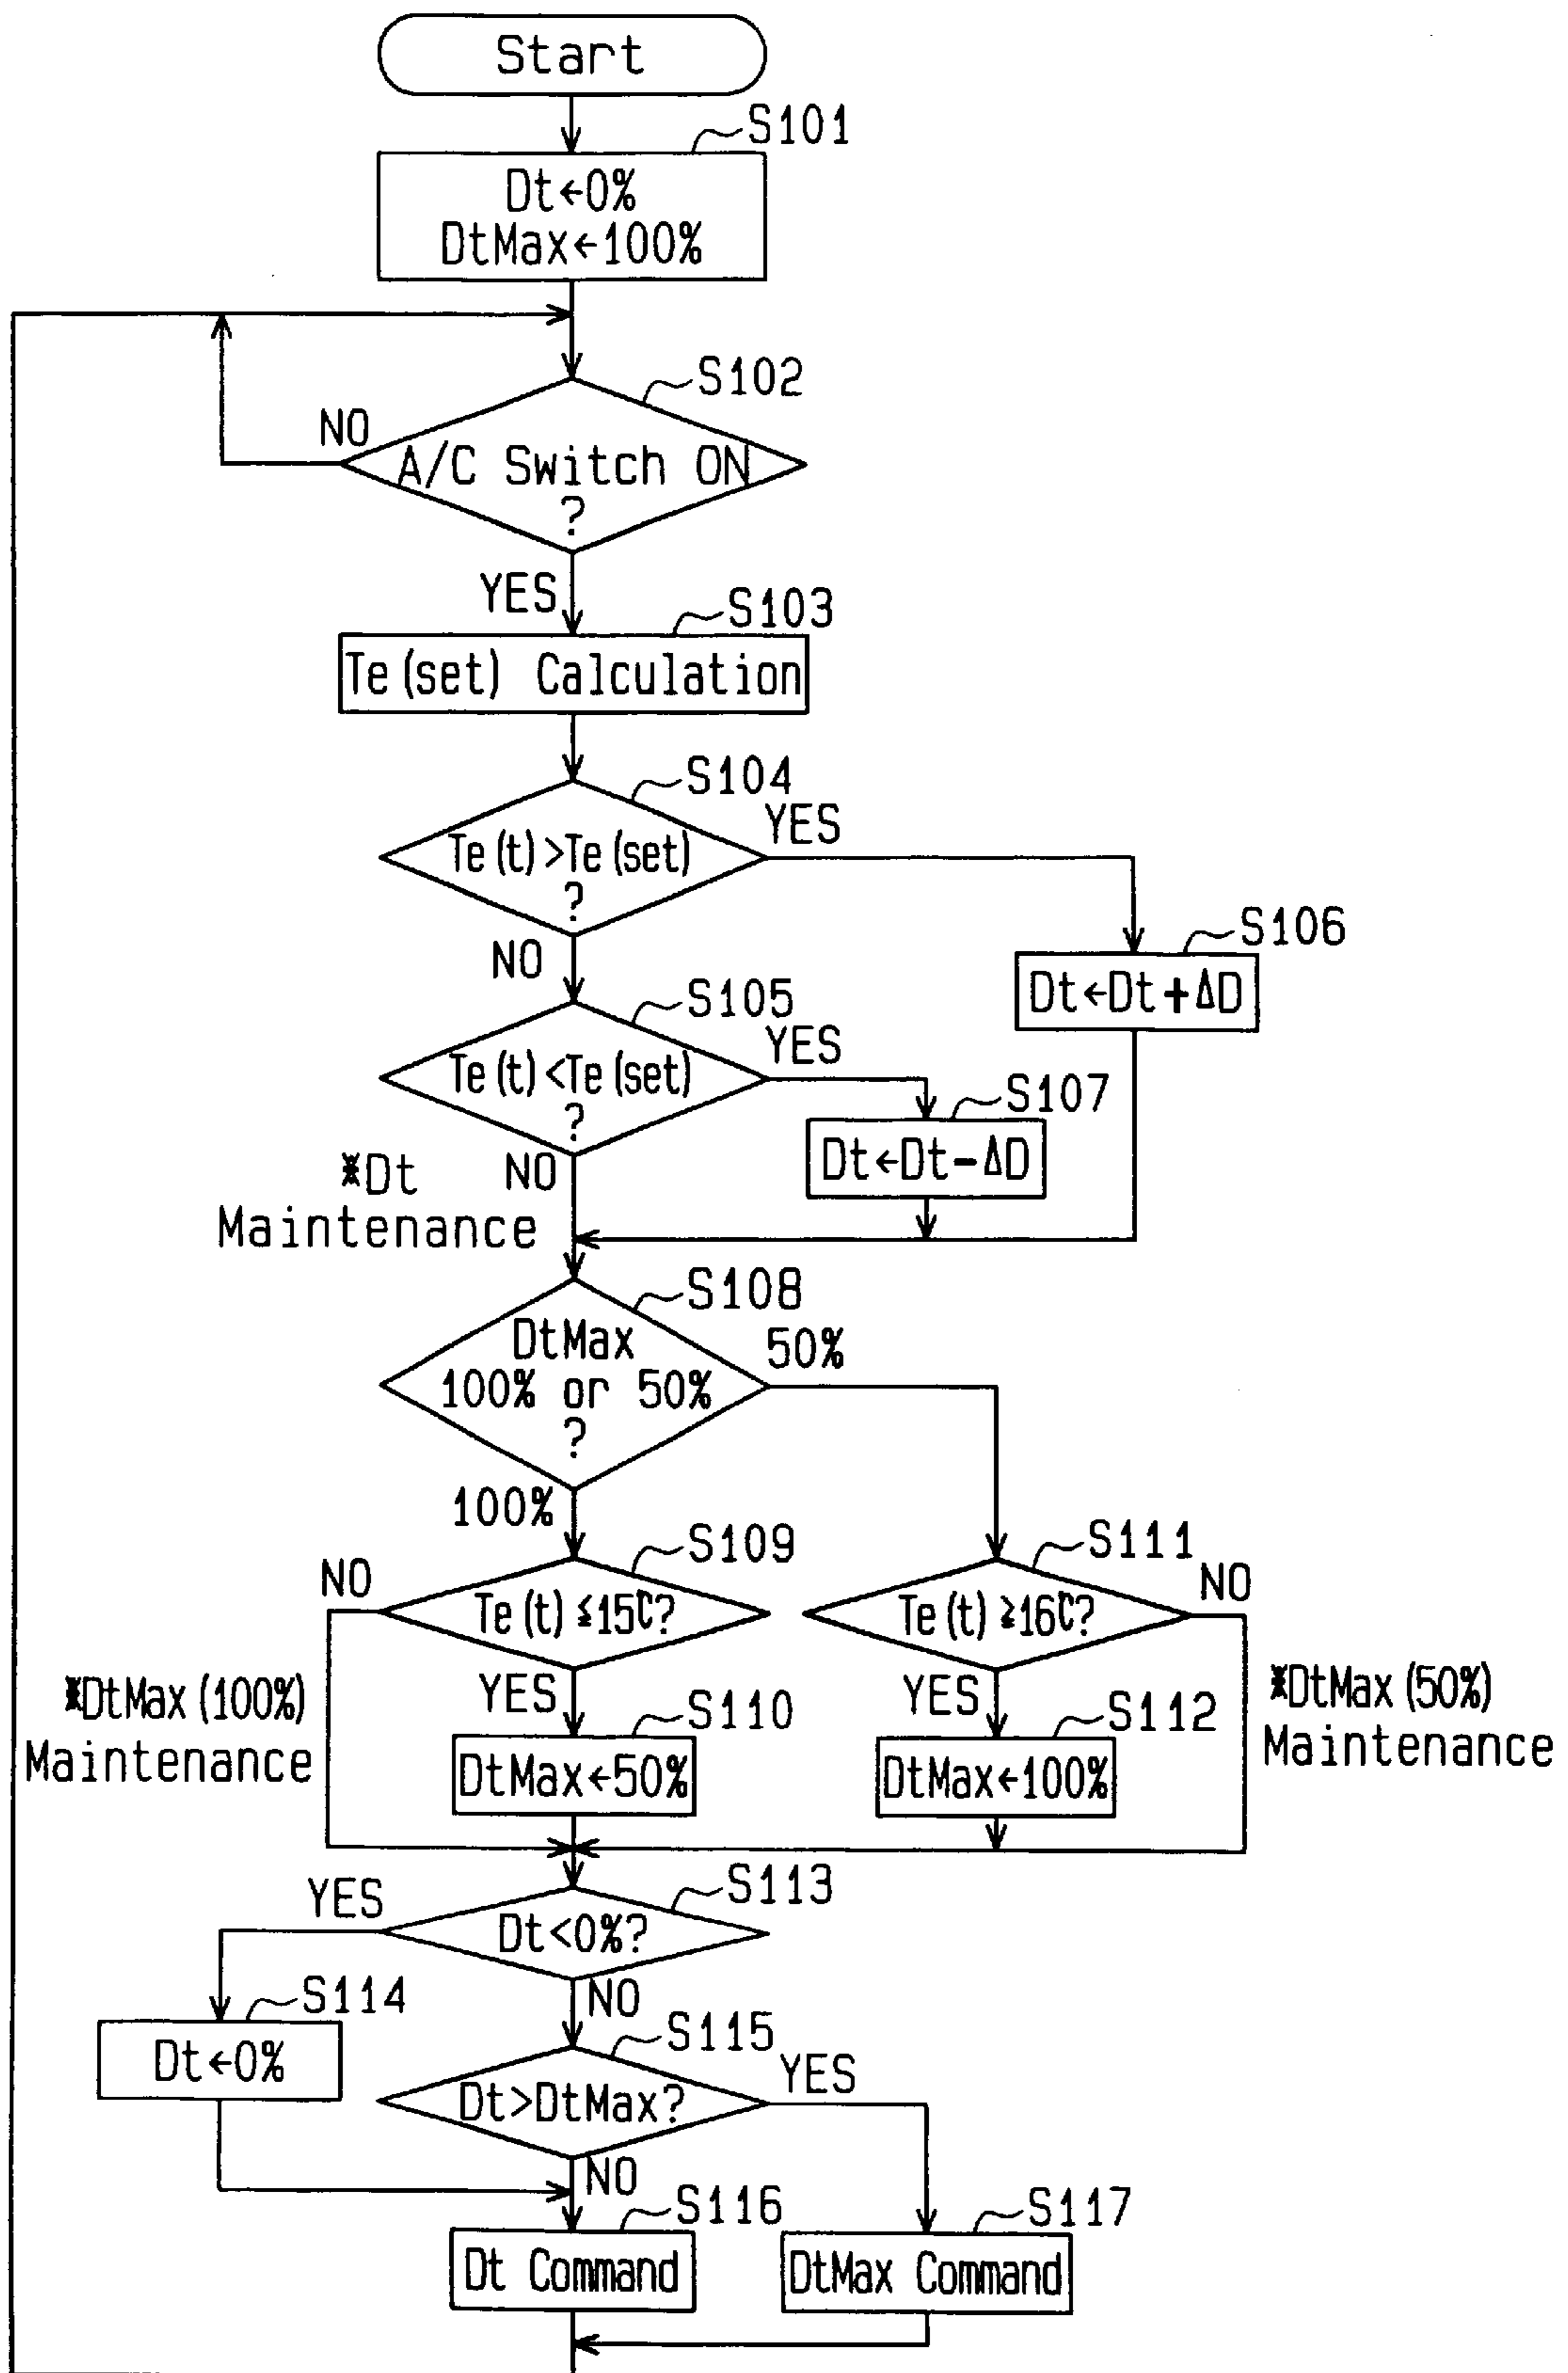 Start
S101
Dt←0%
DtMax←100%
S102
NO
A/C Switch ON
?
YES
S103
Te(set) Calculation
S104
YES
Te(t)>Te(set)
?
NO
S106
Dt←Dt+ΔD
S105
YES
Te(t)<Te(set)
?
S107
Dt←Dt-ΔD
NO
※Dt
Maintenance
S108
DtMax
100% or 50%
?
50%
100%
S109
NO
Te(t)≦15℃?
S111
NO
Te(t)≧16℃?
※DtMax(100%)
Maintenance
YES
S110
DtMax←50%
YES
S112
DtMax←100%
※DtMax(50%)
Maintenance
S113
YES
Dt<0%?
S114
Dt←0%
NO
S115
YES
Dt>DtMax?
NO
S116
Dt Command
S117
DtMax Command